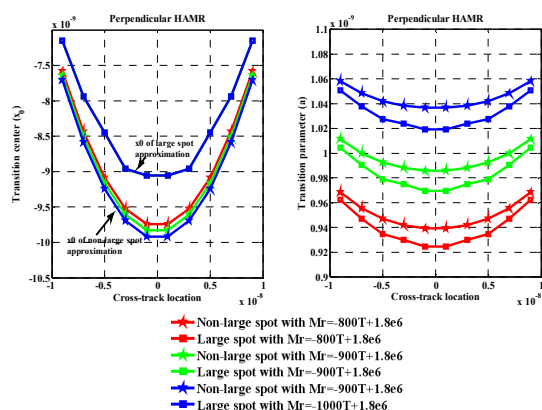 x 10^-9
Perpendicular HAMR
-7.5
-8
-8.5
-9
-9.5
-10
-10.5
Transition center (x0)
x0 of large spot
approximation
x0 of non-large spot
approximation
-1
-0.5
0
0.5
1
Cross-track location
x 10^-8
x 10^-9
Perpendicular HAMR
1.1
1.08
1.06
1.04
1.02
1
0.98
0.96
0.94
0.92
0.9
Transition parameter (a)
-1
-0.5
0
0.5
1
Cross-track location
x 10^-8
Non-large spot with Mr=-800T+1.8e6
Large spot with Mr=-800T+1.8e6
Non-large spot with Mr=-900T+1.8e6
Large spot with Mr=-900T+1.8e6
Non-large spot with Mr=-900T+1.8e6
Large spot with Mr=-1000T+1.8e6